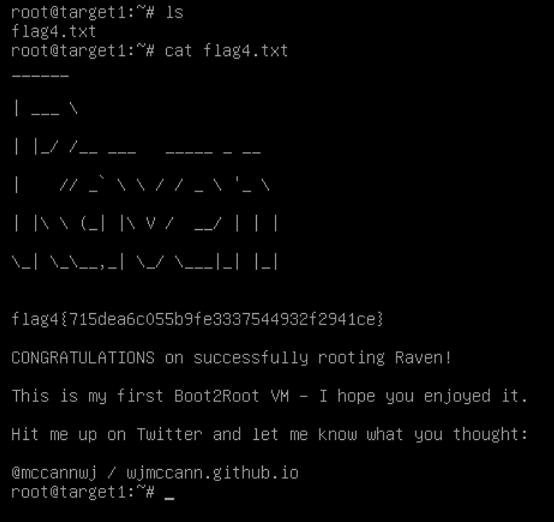 root@target1:~# ls
flag4.txt
root@target1:~# cat flag4.txt
______
| ___ \
| |_/ /__ ___   _____ _ __
|    // _` \ \ / / _ \ '_ \
| |\ \ (_| |\ V /  __/ | | |
\_| \_\__,_| \_/ \___|_| |_|
flag4{715dea6c055b9fe3337544932f2941ce}
CONGRATULATIONS on successfully rooting Raven!
This is my first Boot2Root VM - I hope you enjoyed it.
Hit me up on Twitter and let me know what you thought:
@mccannwj / wjmccann.github.io
root@target1:~# _